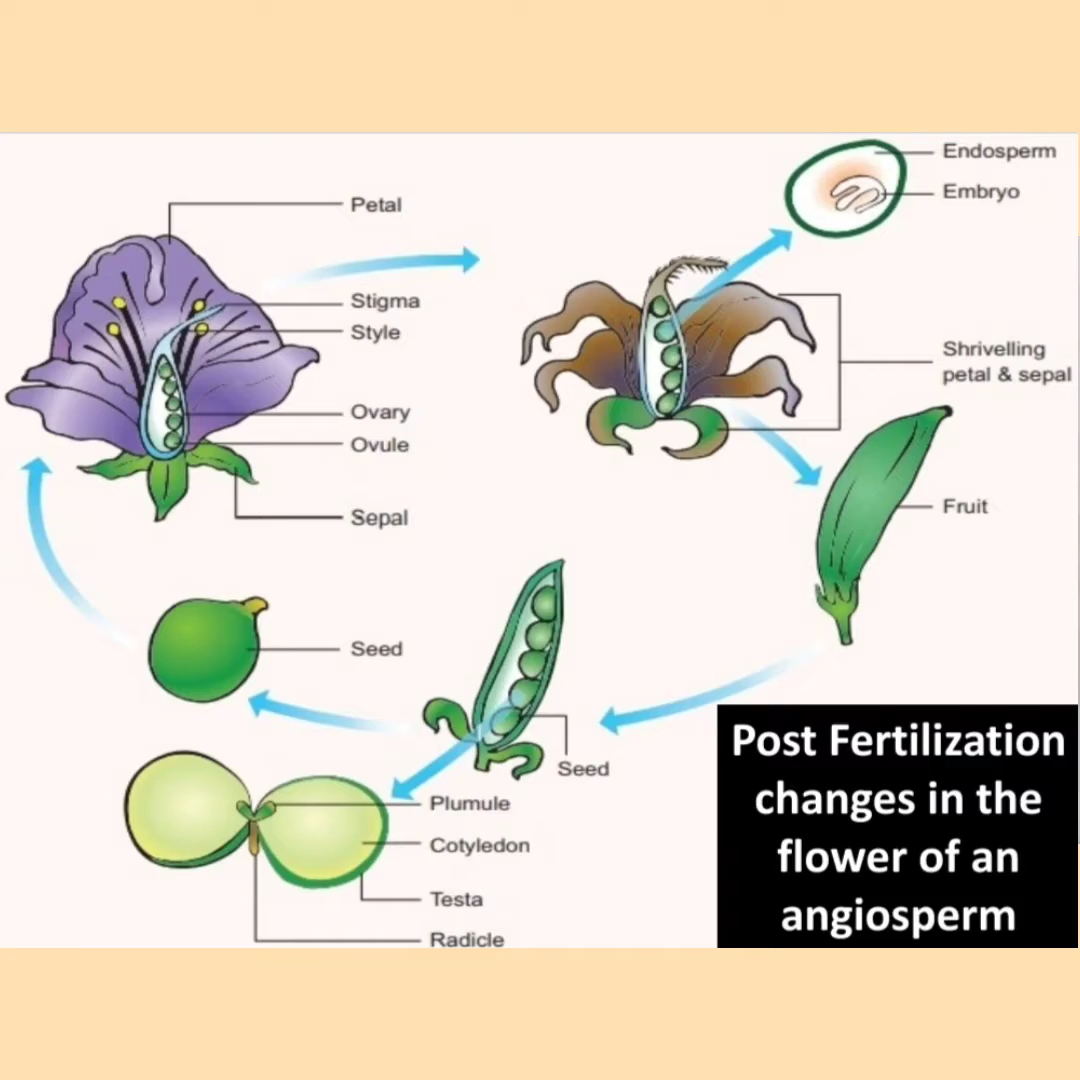 Petal
Stigma
Style
Ovary
Ovule
Sepal
Endosperm
Embryo
Shrivelling
petal & sepal
Fruit
Seed
Seed
Plumule
Cotyledon
Testa
Radicle
Post Fertilization
changes in the
flower of an
angiosperm